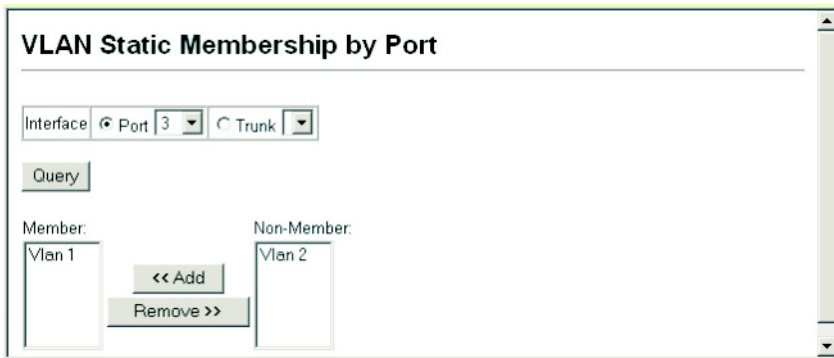 VLAN Static Membership by Port
Interface Port 3 Trunk
Query
Member: Non-Member:
Vlan 1 Vlan 2
<< Add
Remove >>